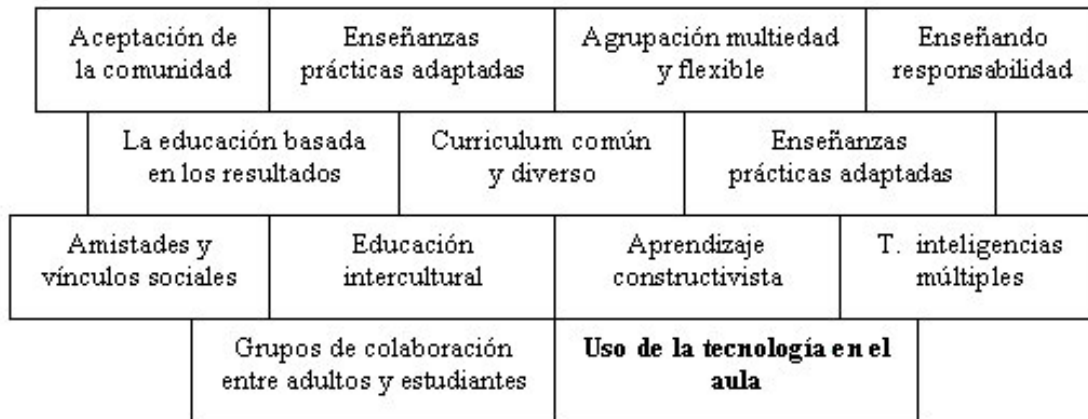 Aceptación de
la comunidad
Enseñanzas
prácticas adaptadas
Agrupación multiedad
y flexible
Enseñando
responsabilidad
La educación basada
en los resultados
Curriculum común
y diverso
Enseñanzas
prácticas adaptadas
Amistades y
vínculos sociales
Educación
intercultural
Aprendizaje
constructivista
T. inteligencias
múltiples
Grupos de colaboración
entre adultos y estudiantes
Uso de la tecnología en el
aula